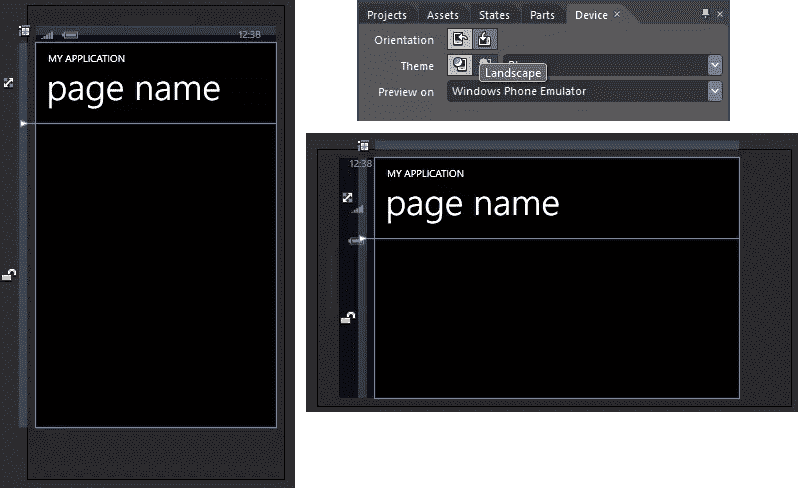 12:38
MY APPLICATION
page name
Projects Assets States Parts Device
Orientation
Theme
Landscape
Preview on Windows Phone Emulator
12:38
MY APPLICATION
page name